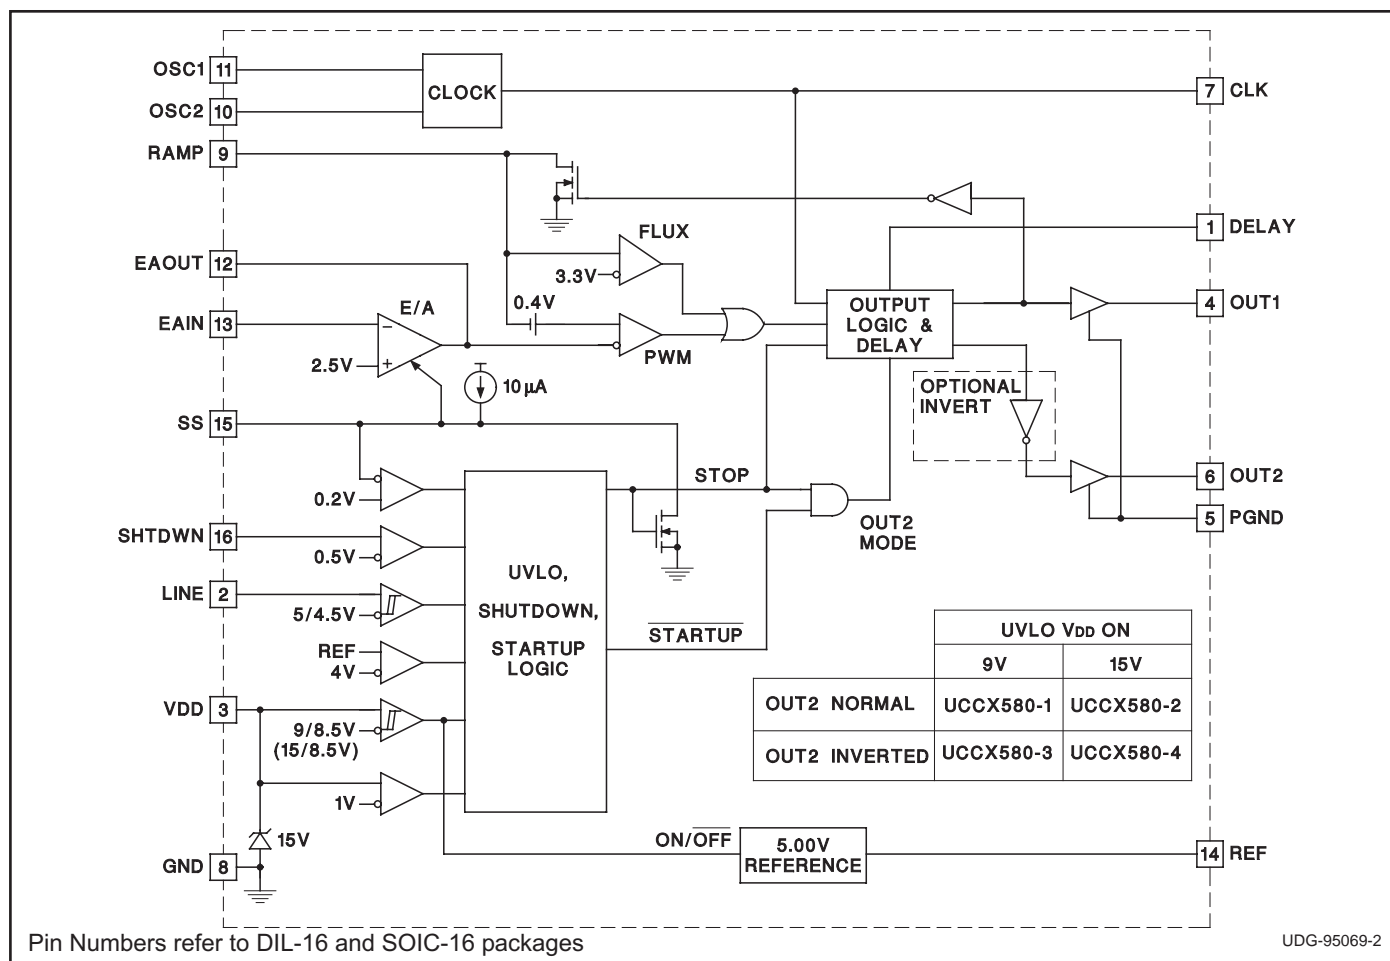 OSC1 11
OSC2 10
CLOCK
7 CLK
RAMP 9
1 DELAY
FLUX
3.3V
EAOUT 12
0.4V
E/A
EAIN 13
2.5V
PWM
OUTPUT
LOGIC &
DELAY
4 OUT1
10 µA
OPTIONAL
INVERT
SS 15
STOP
0.2V
6 OUT2
5 PGND
OUT2
MODE
SHTDWN 16
0.5V
LINE 2
5/4.5V
REF
4V
UVLO,
SHUTDOWN,
STARTUP
LOGIC
STARTUP
VDD 3
9/8.5V
(15/8.5V)
1V
15V
GND 8
UVLO VDD ON
9V 15V
OUT2 NORMAL UCCX580-1 UCCX580-2
OUT2 INVERTED UCCX580-3 UCCX580-4
ON/OFF
5.00V
REFERENCE
14 REF
Pin Numbers refer to DIL-16 and SOIC-16 packages
UDG-95069-2
− +